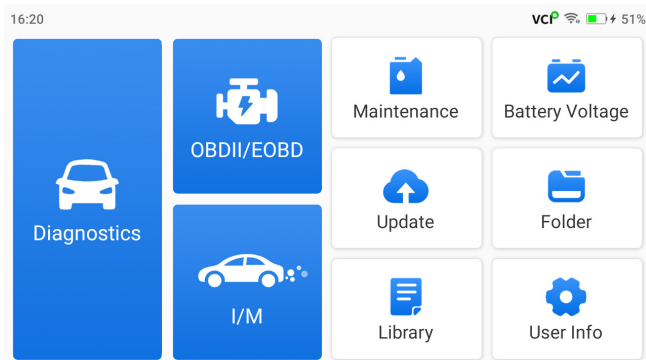 16:20
VCI 51%
Diagnostics
OBDII/EOBD
I/M
Maintenance
Battery Voltage
Update
Folder
Library
User Info